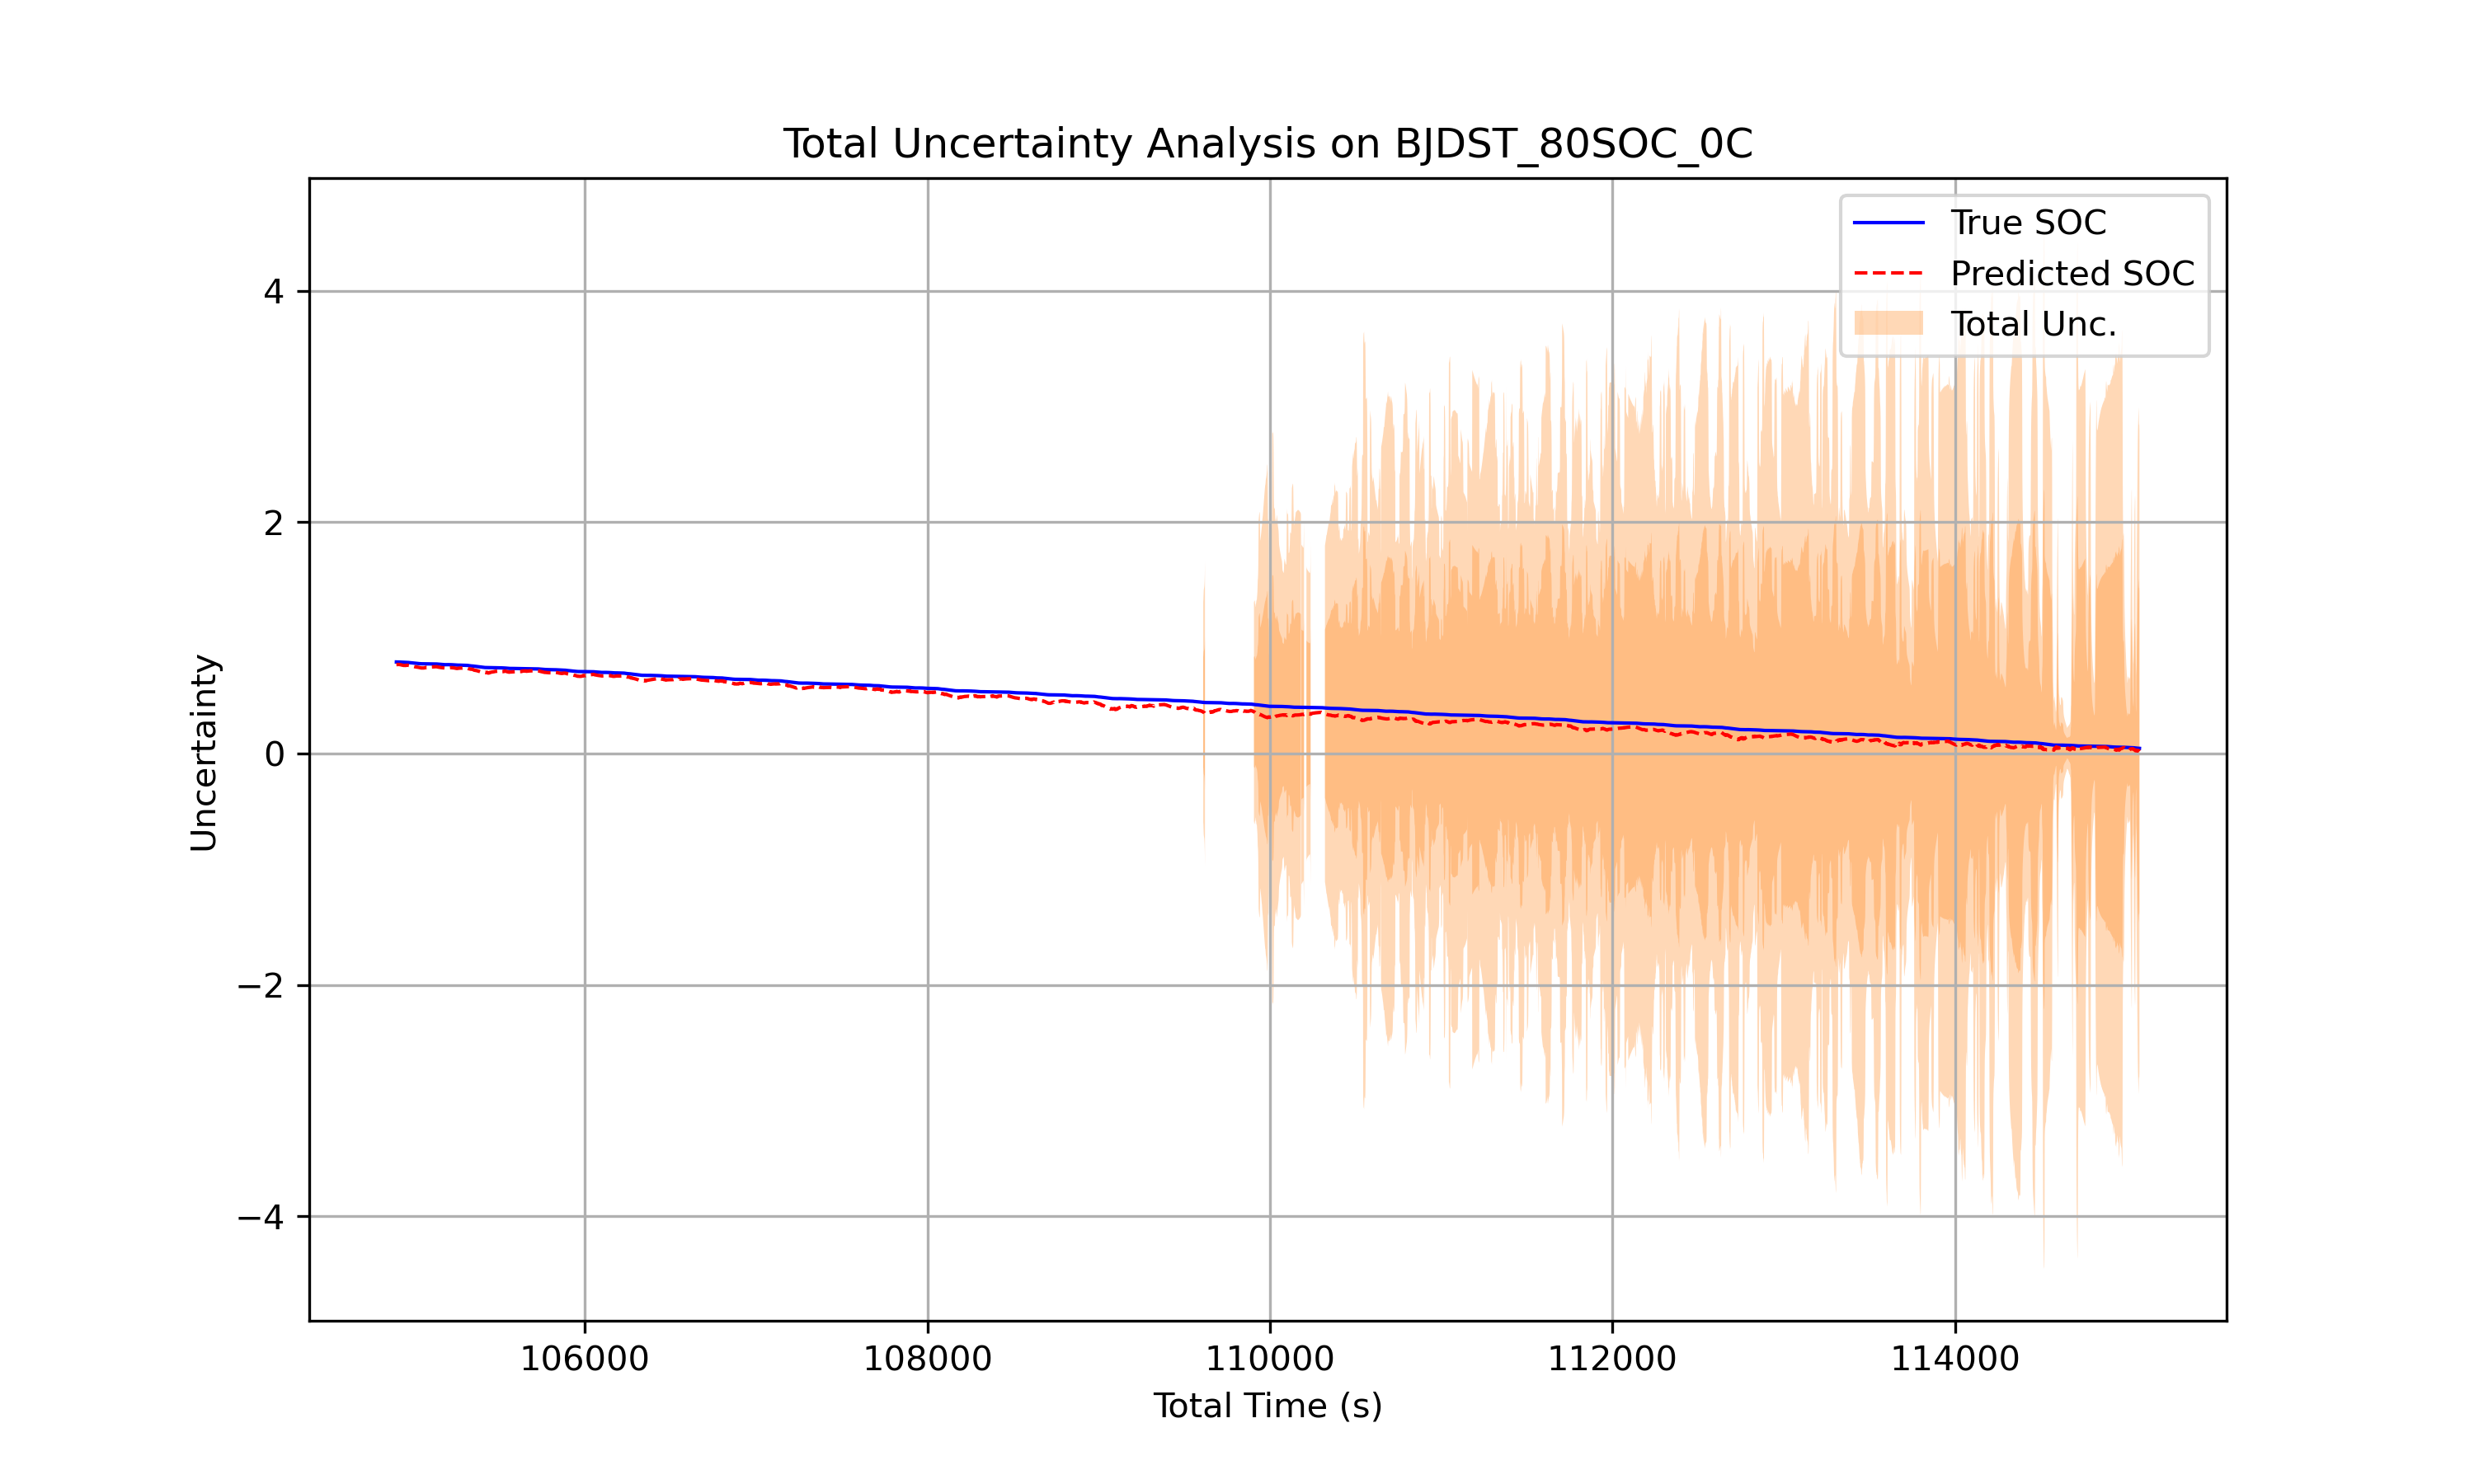 Total Uncertainty Analysis on BJDST_80SOC_0C
True SOC
Predicted SOC
Total Unc.
4
2
0
−2
−4
Uncertainty
106000 108000 110000 112000 114000
Total Time (s)